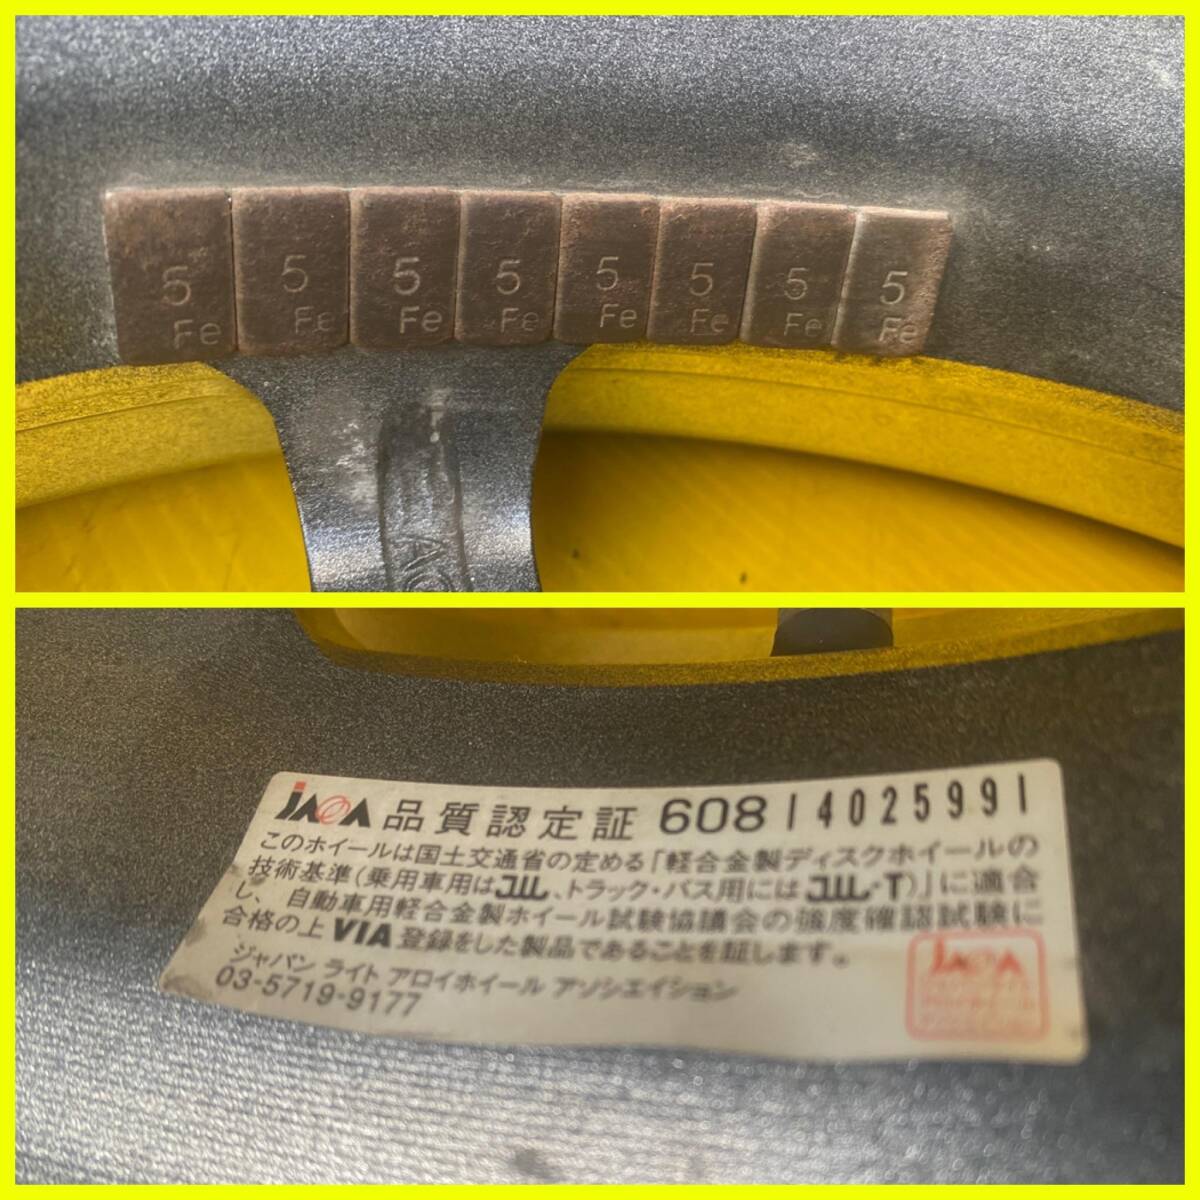 5 5 5 5 5 5 5 5
Fe Fe Fe Fe Fe Fe Fe Fe
JAWA 品質認定証 608 14025991
このホイールは国土交通省の定める「軽合金製ディスクホイールの
技術基準(乗用車用はJWL、トラック・バス用にはJWL-T)」に適合
し、自動車用軽合金製ホイール試験協議会の強度確認試験に
合格の上VIA登録をした製品であることを証します。
ジャパン ライト アロイホイール アソシエイション
03-5719-9177
JAWA